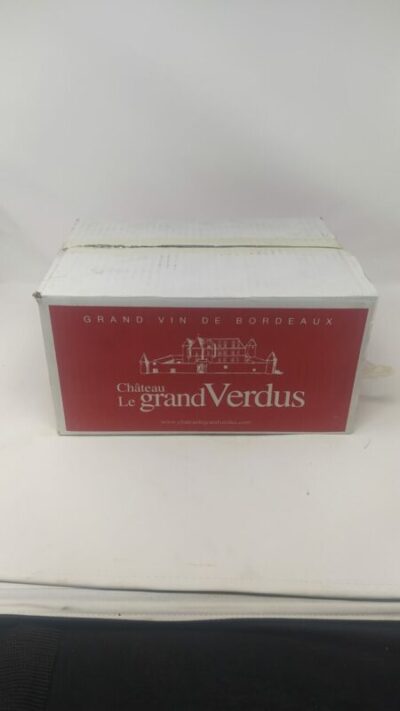 GRAND VIN DE BORDEAUX
Château
Le grandVerdus